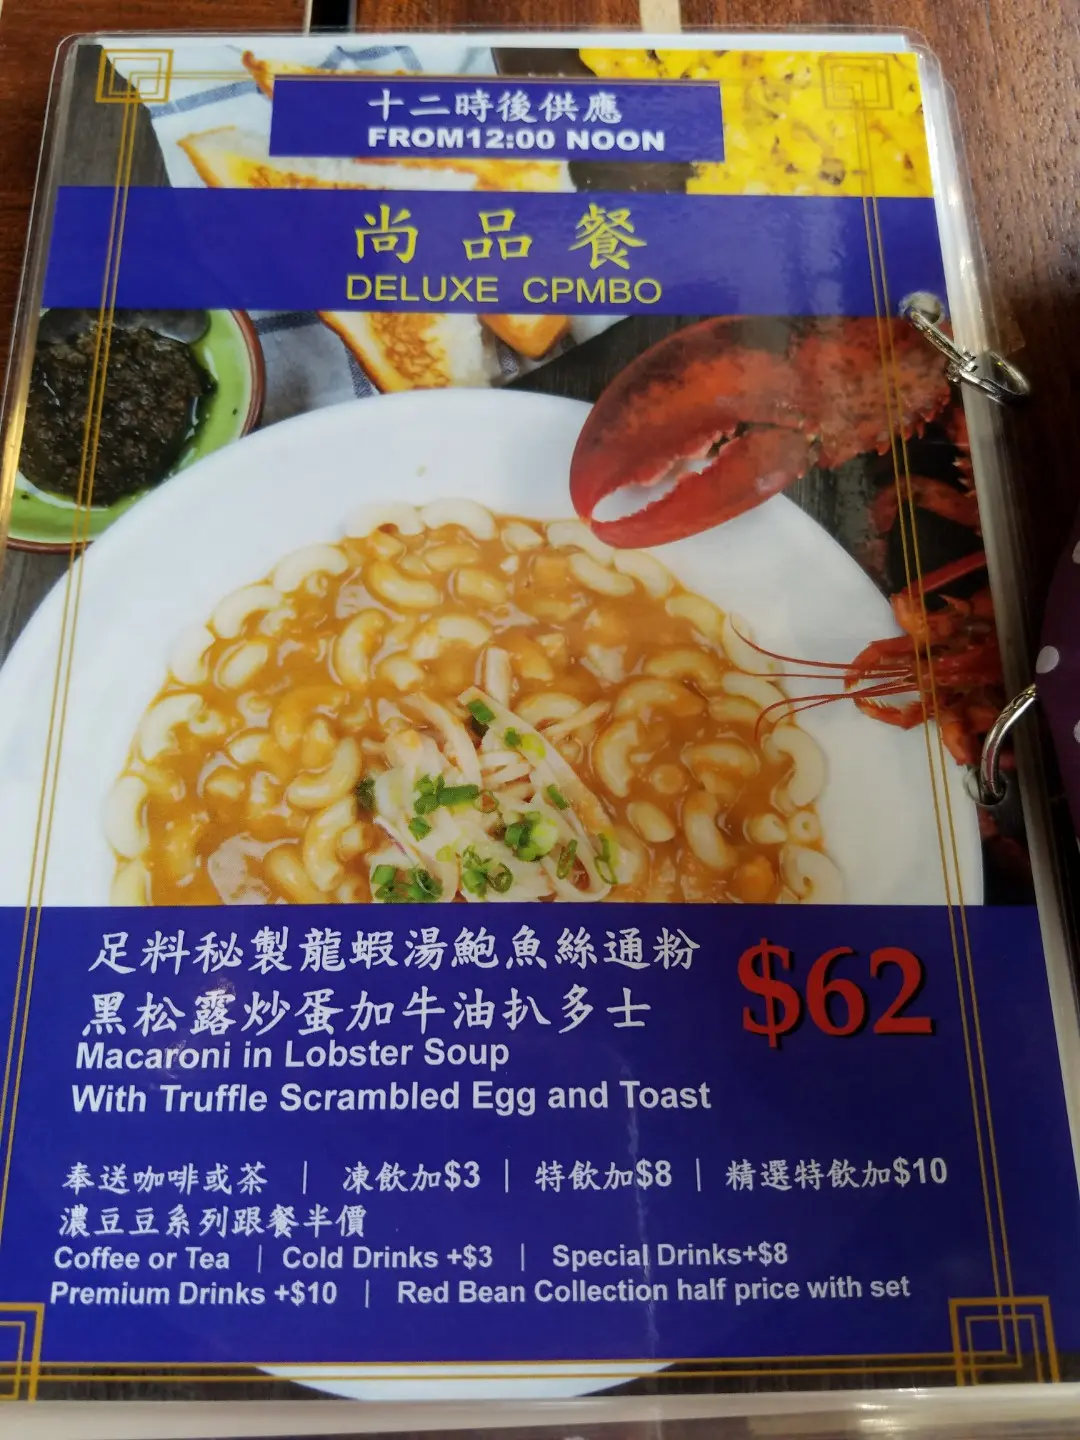 十二時後供應
FROM12:00 NOON
尚品餐
DELUXE CPMBO
足料秘製龍蝦湯鮑魚絲通粉
黑松露炒蛋加牛油扒多士
$62
Macaroni in Lobster Soup
With Truffle Scrambled Egg and Toast
奉送咖啡或茶 | 凍飲加$3 | 特飲加$8 | 精選特飲加$10
濃豆豆系列跟餐半價
Coffee or Tea | Cold Drinks +$3 | Special Drinks+$8
Premium Drinks +$10 | Red Bean Collection half price with set